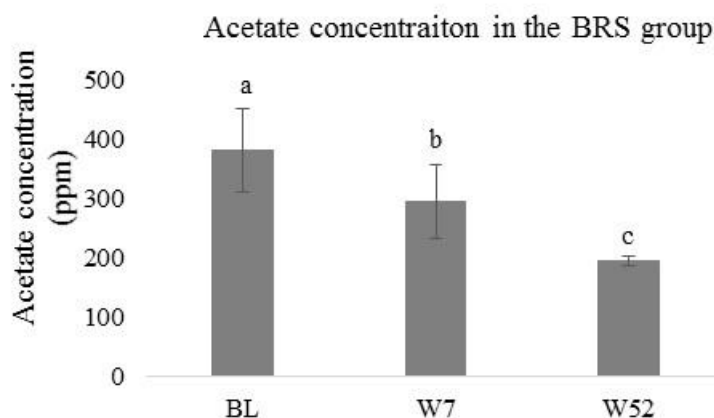 Acetate concentraiton in the BRS group
Acetate concentration
(ppm)
500
400
300
200
100
0
a
b
c
BL
W7
W52